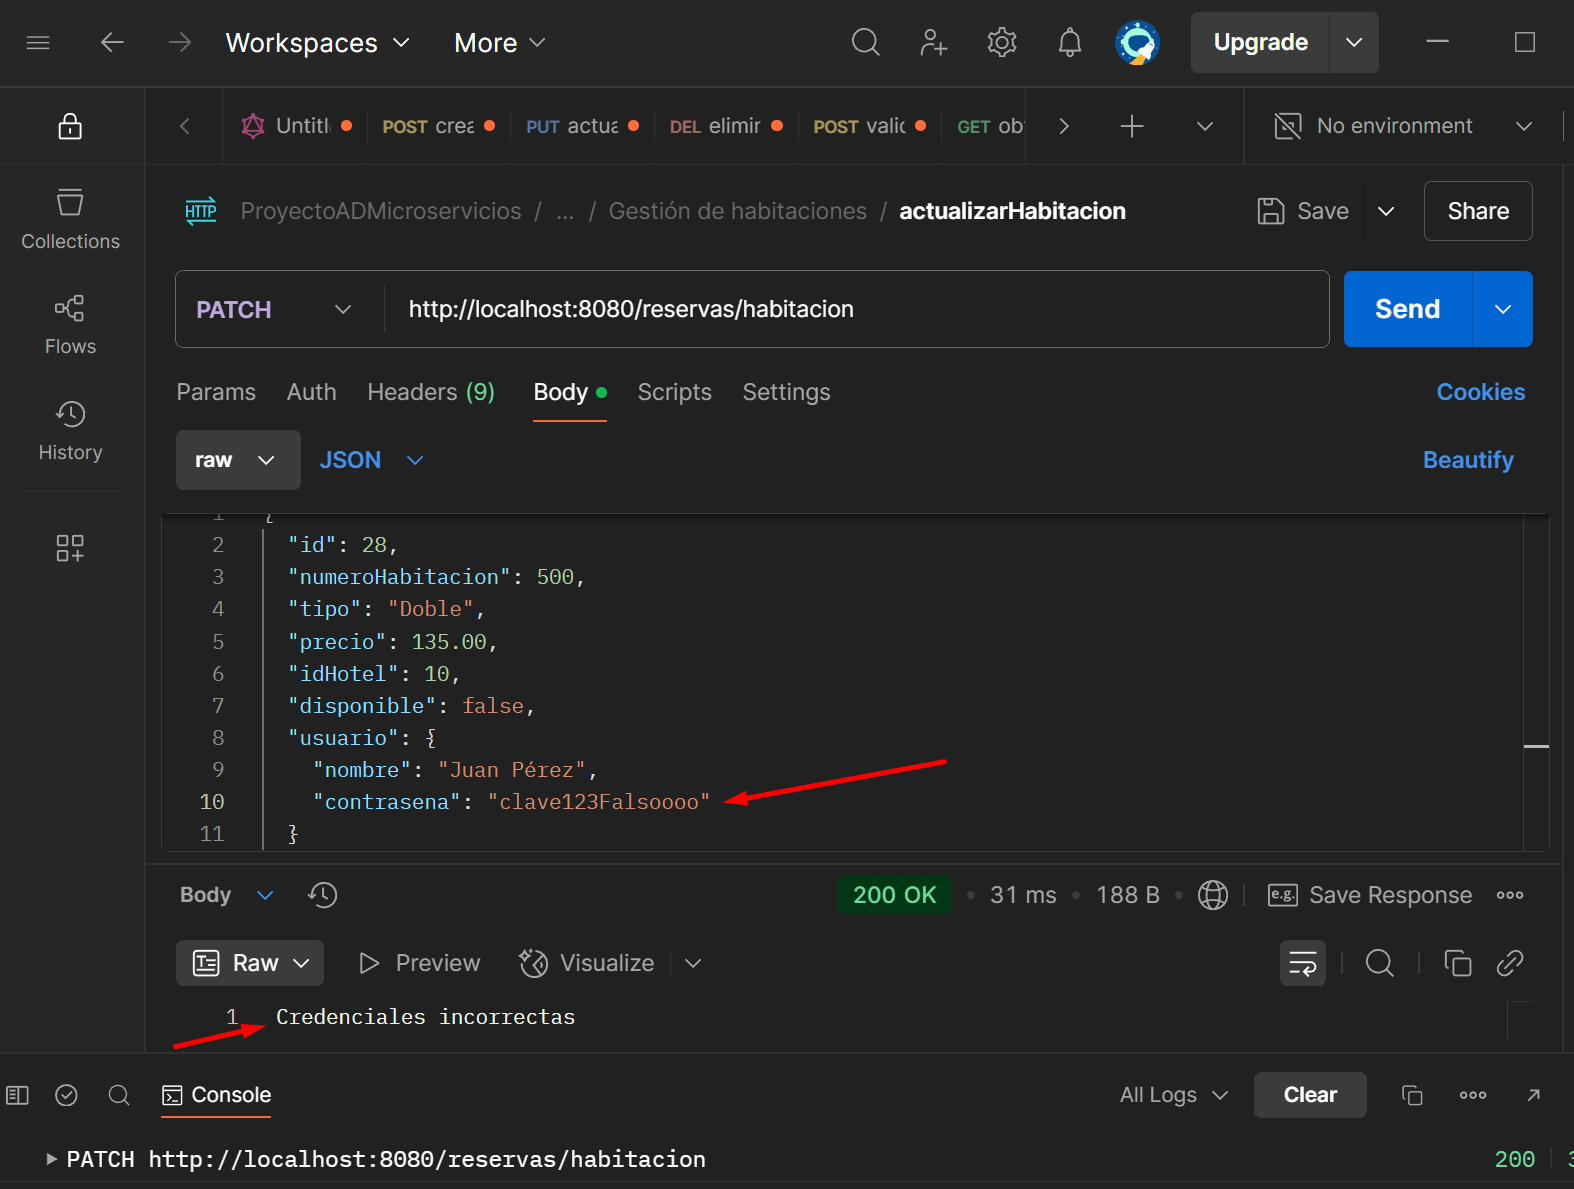 Workspaces More Upgrade
Untitl POST crea PUT actua DEL elimir POST valic GET ob No environment
HTTP ProyectoADMicroservicios / ... / Gestión de habitaciones / actualizarHabitacion Save Share
Collections
PATCH http://localhost:8080/reservas/habitacion Send
Flows
Params Auth Headers (9) Body Scripts Settings Cookies
History
raw JSON Beautify
1 {
2 "id": 28,
3 "numeroHabitacion": 500,
4 "tipo": "Doble",
5 "precio": 135.00,
6 "idHotel": 10,
7 "disponible": false,
8 "usuario": {
9 "nombre": "Juan Pérez",
10 "contrasena": "clave123Falsoooo"
11 }
Body 200 OK • 31 ms • 188 B • e.g. Save Response
Raw Preview Visualize
1 Credenciales incorrectas
Console All Logs Clear
PATCH http://localhost:8080/reservas/habitacion 200